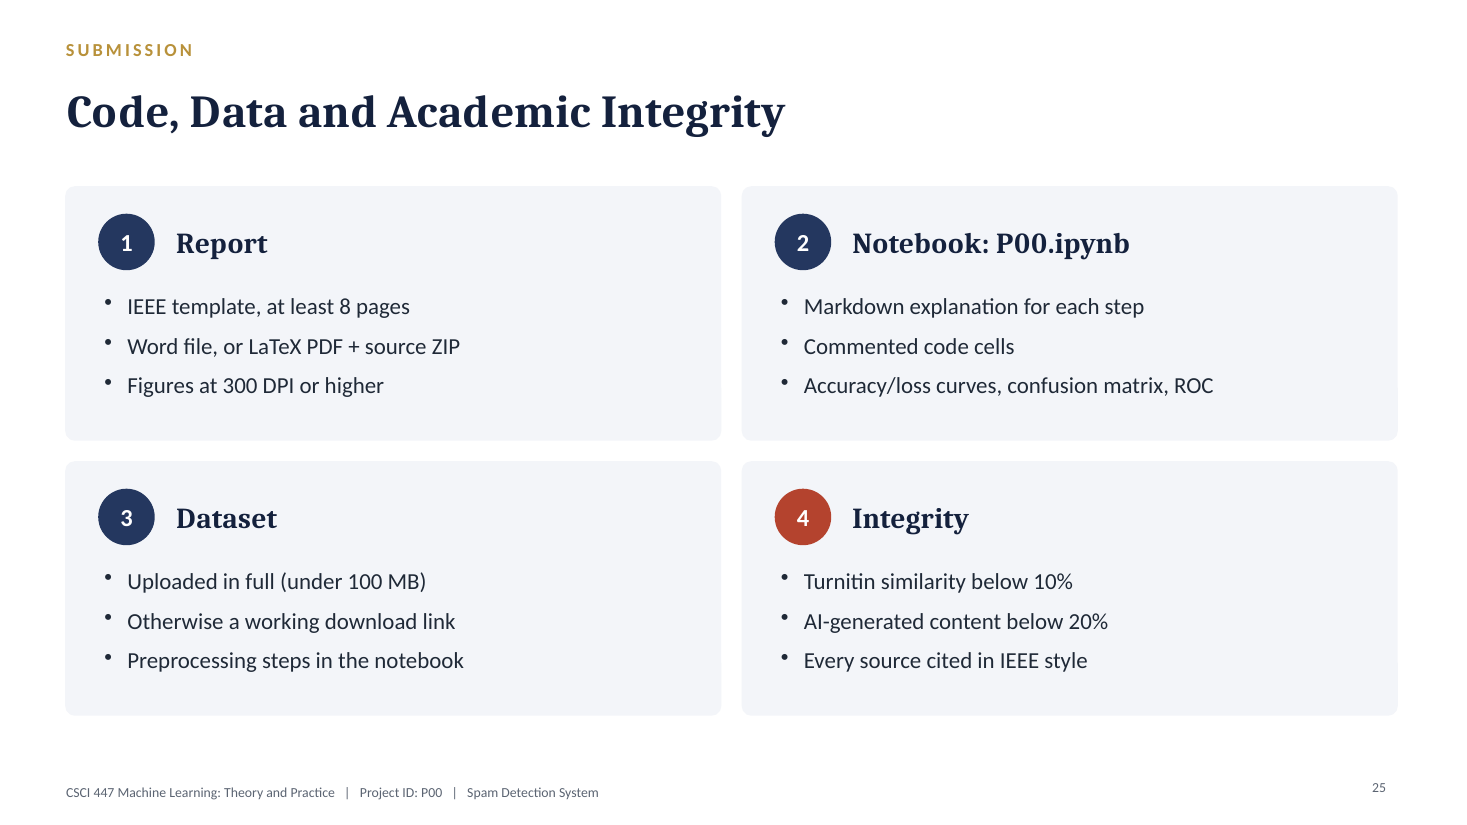 SUBMISSION
Code, Data and Academic Integrity
1
Report
• IEEE template, at least 8 pages
• Word file, or LaTeX PDF + source ZIP
• Figures at 300 DPI or higher
2
Notebook: P00.ipynb
• Markdown explanation for each step
• Commented code cells
• Accuracy/loss curves, confusion matrix, ROC
3
Dataset
• Uploaded in full (under 100 MB)
• Otherwise a working download link
• Preprocessing steps in the notebook
4
Integrity
• Turnitin similarity below 10%
• AI-generated content below 20%
• Every source cited in IEEE style
CSCI 447 Machine Learning: Theory and Practice | Project ID: P00 | Spam Detection System
25